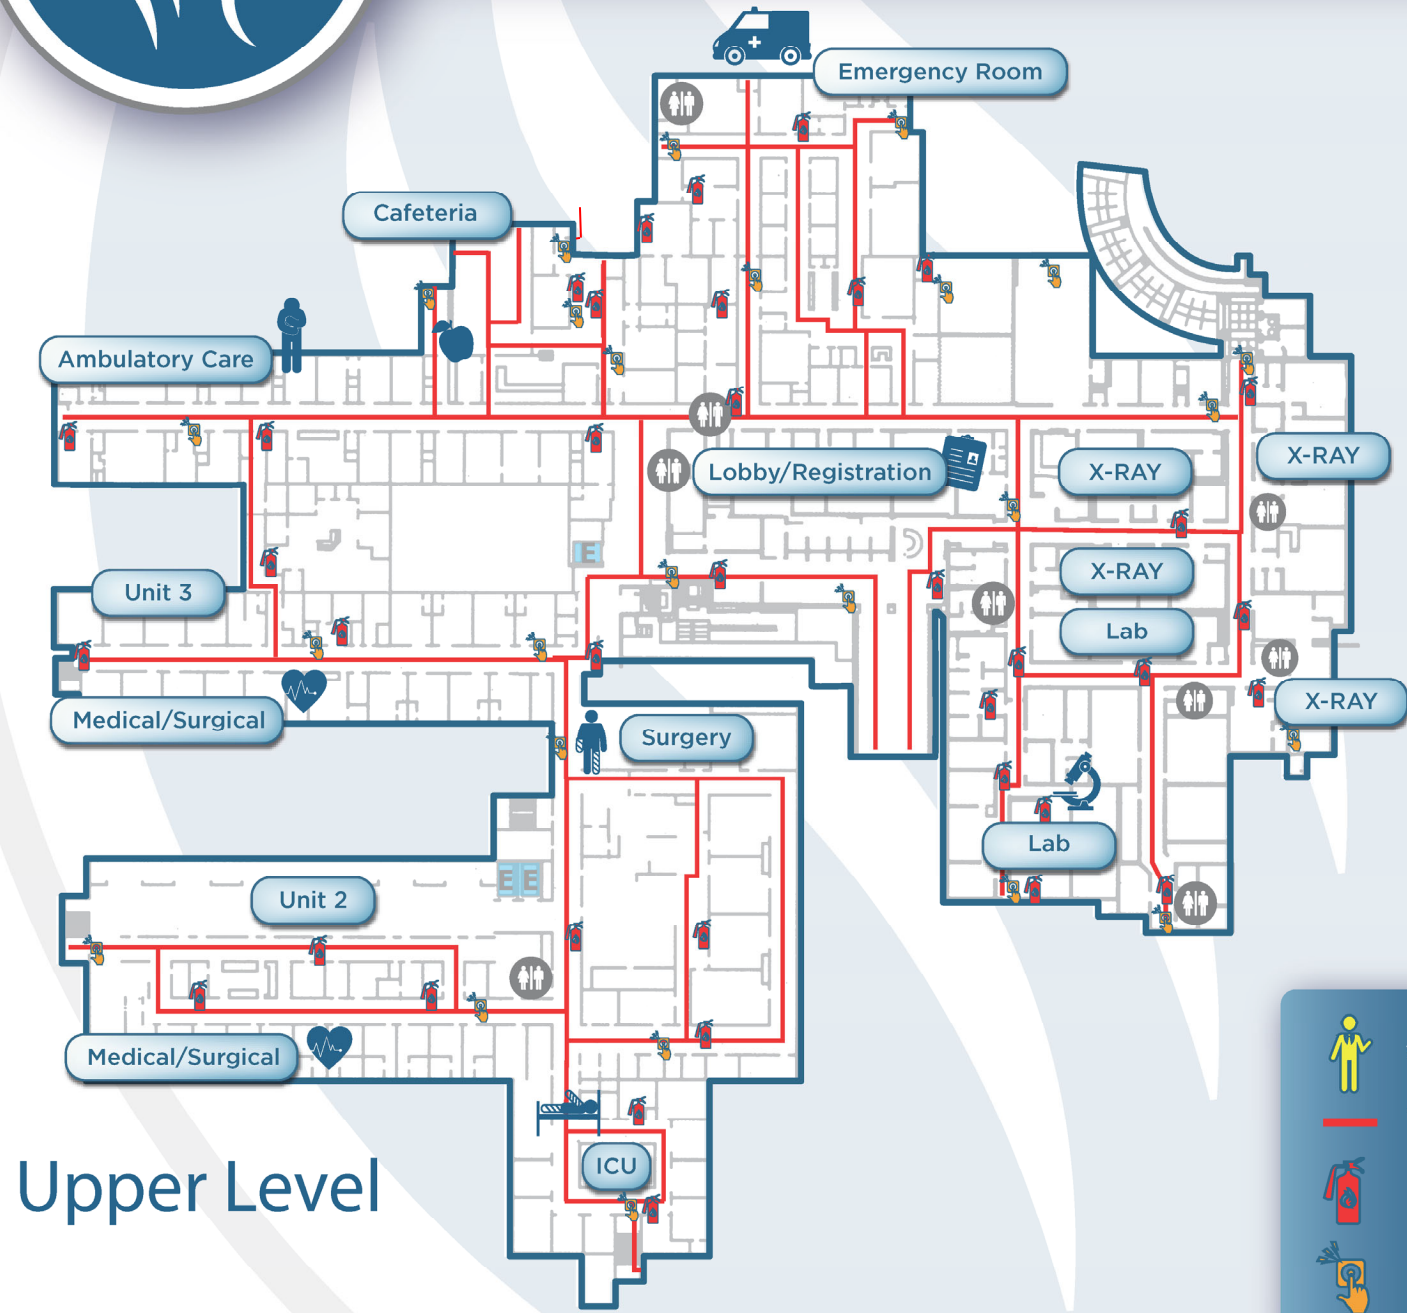 Emergency Room
Cafeteria
Ambulatory Care
X-RAY
Lobby/Registration
X-RAY
E
X-RAY
Unit 3
Lab
X-RAY
Medical/Surgical
Surgery
Lab
E E
Unit 2
Medical/Surgical
ICU
Upper Level